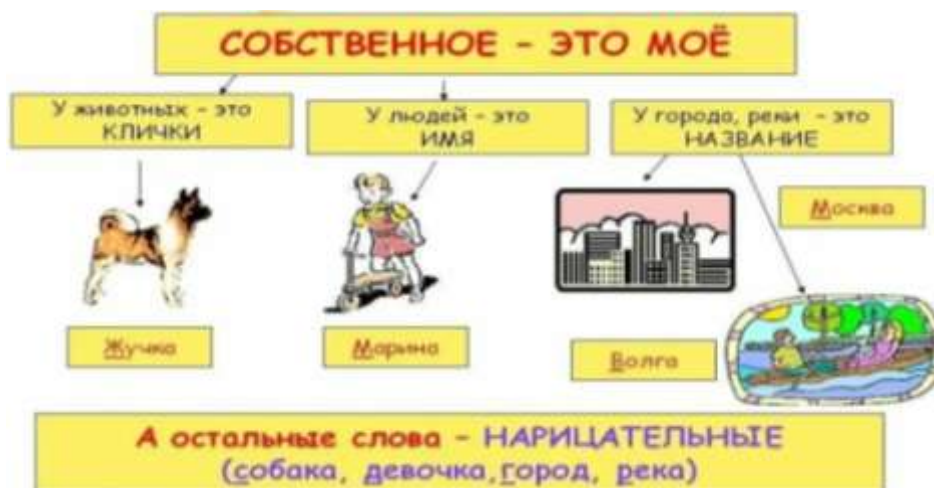 СОБСТВЕННОЕ – ЭТО МОЁ
У животных – это
КЛИЧКИ
У людей – это
ИМЯ
У города, реки – это
НАЗВАНИЕ
Москва
Жучка
Марина
Волга
А остальные слова – НАРИЦАТЕЛЬНЫЕ
(собака, девочка, город, река)